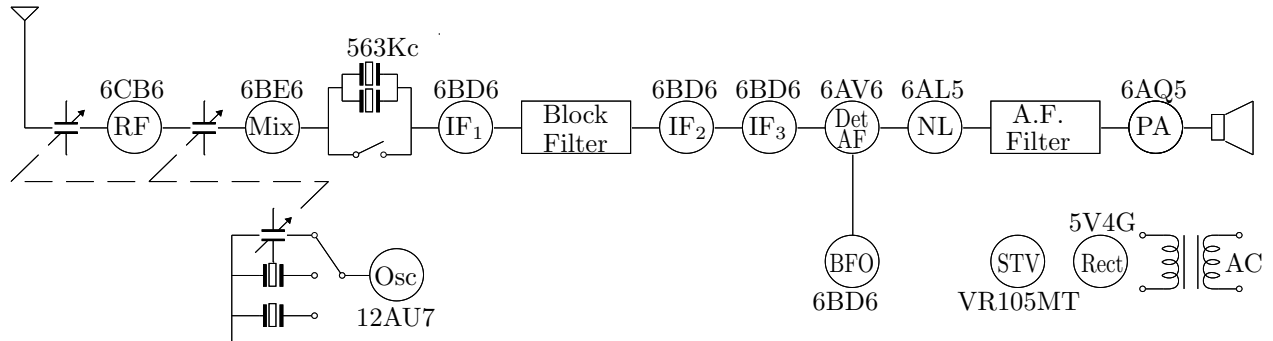 563Kc
6CB6 6BE6 6BD6 6BD6 6BD6 6AV6 6AL5 6AQ5
RF Mix IF1 Block Filter IF2 IF3 Det AF NL A.F. Filter PA
5V4G
Osc BFO STV Rect AC
12AU7 6BD6 VR105MT